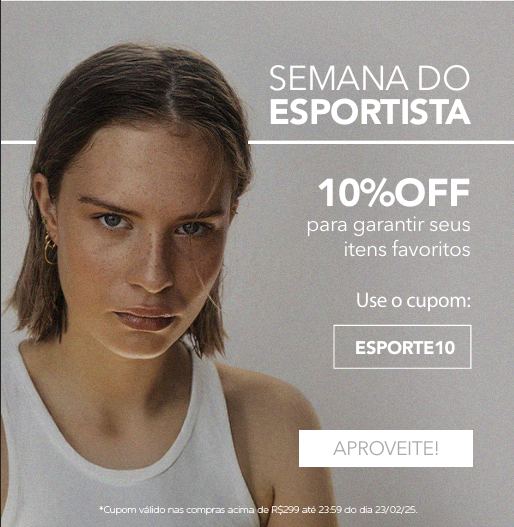 SEMANA DO
ESPORTISTA
10%OFF
para garantir seus
itens favoritos
Use o cupom:
ESPORTE10
APROVEITE!
*Cupom válido nas compras acima de R$299 até 23:59 do dia 23/02/25.